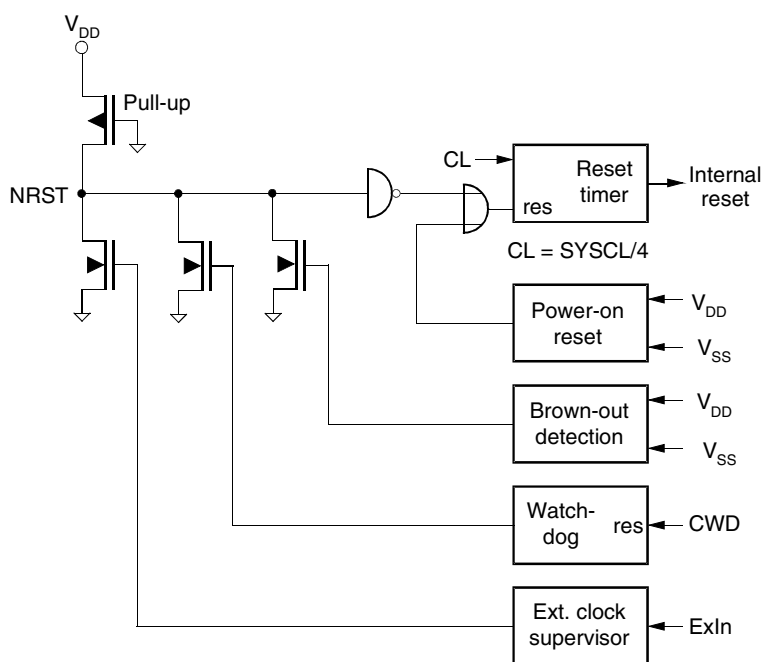 VDD
Pull-up
NRST
CL
Reset
timer
res
Internal
reset
CL = SYSCL/4
Power-on
reset
VDD
VSS
Brown-out
detection
VDD
VSS
Watch-
dog
res
CWD
Ext. clock
supervisor
ExIn